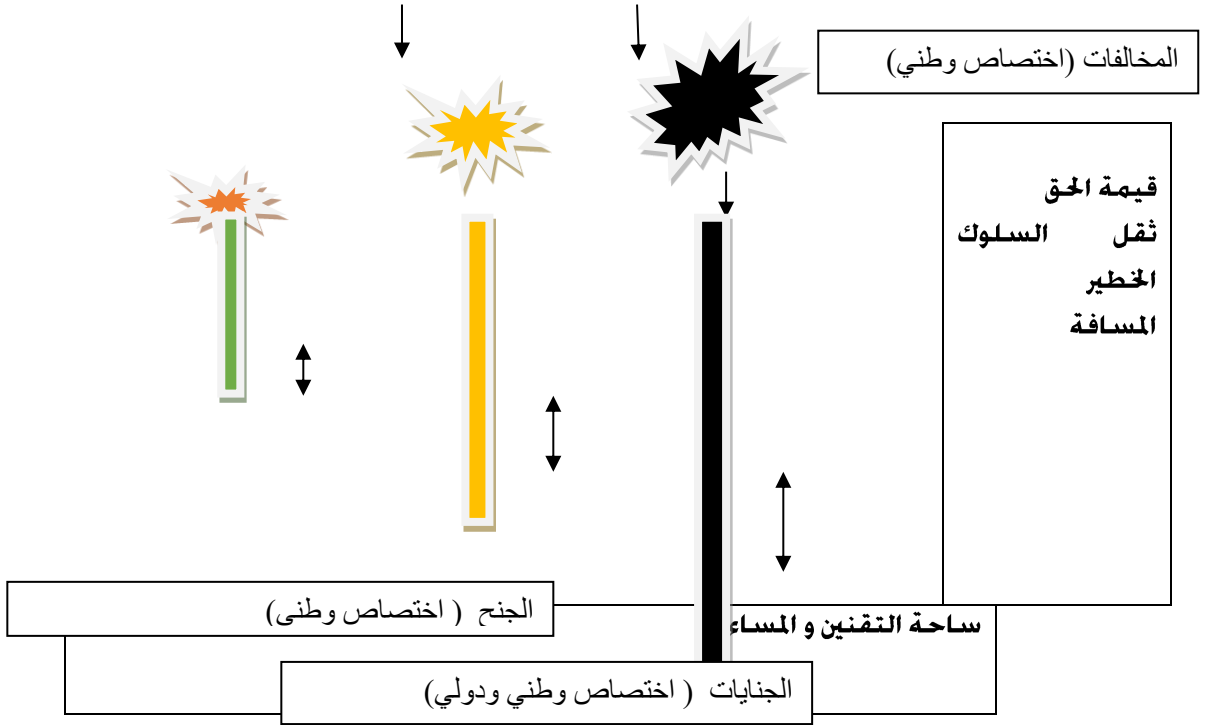 المخالفات (اختصاص وطني)
قيمة الحق
ثقل السلوك
الخطير
المسافة
الجنح ( اختصاص وطنى)
ساحة التقنين و المساء
الجنايات ( اختصاص وطني ودولي)